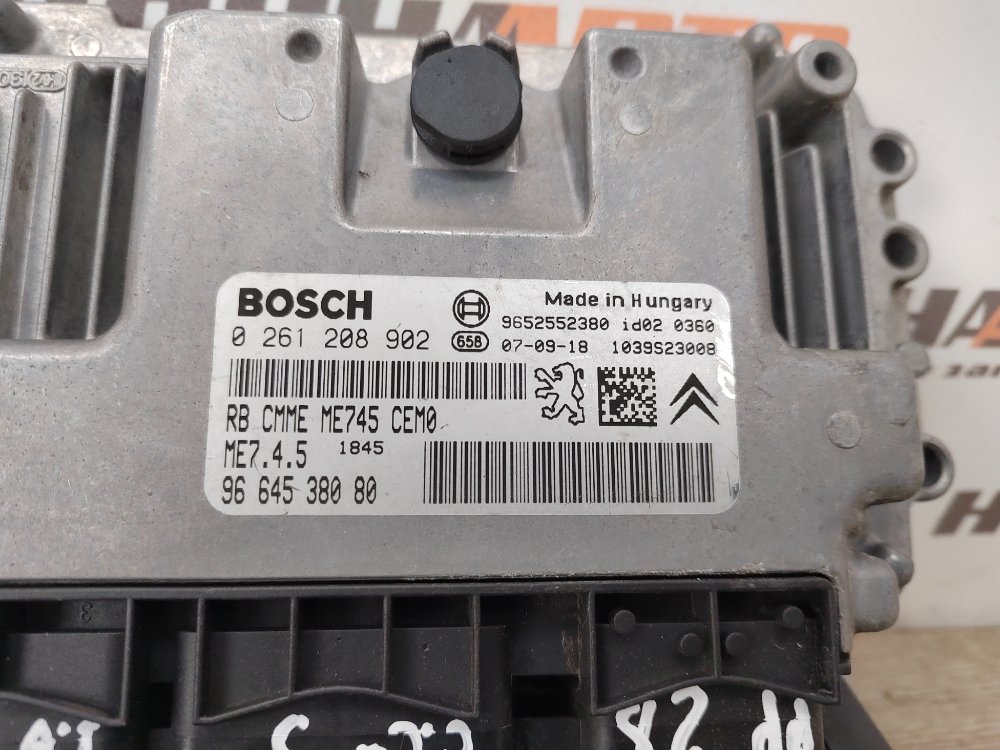 BOSCH
Made in Hungary
9652552380 id02 0360
0 261 208 902
658
07-09-18 1039S23008
RB CMME ME745 CEM0
ME7.4.5 1845
96 645 380 80
3